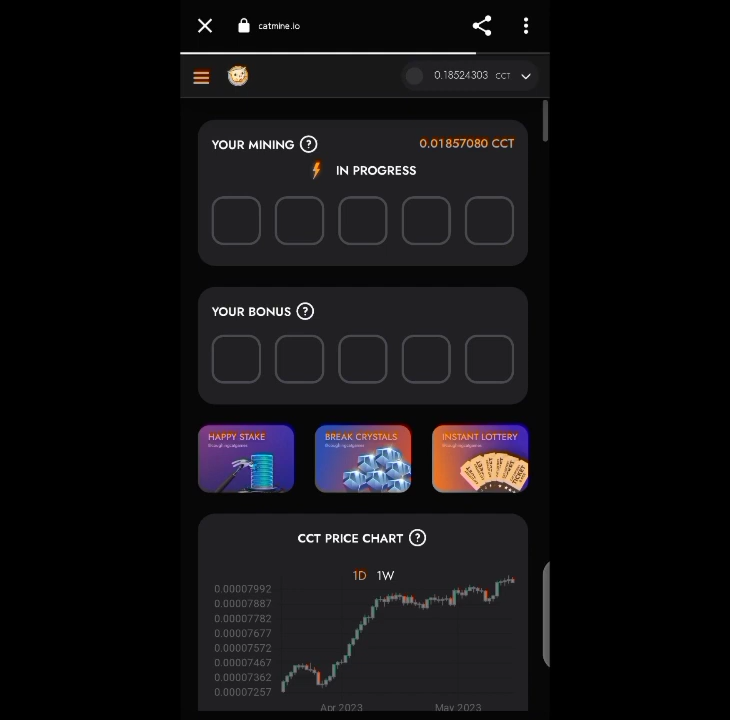 catmine.io
0.18524303 CCT
YOUR MINING ?
0.01857080 CCT
IN PROGRESS
YOUR BONUS ?
HAPPY STAKE
BREAK CRYSTALS
INSTANT LOTTERY
CCT PRICE CHART ?
1D 1W
0.00007992
0.00007887
0.00007782
0.00007677
0.00007572
0.00007467
0.00007362
0.00007257
Apr 2023
May 2023